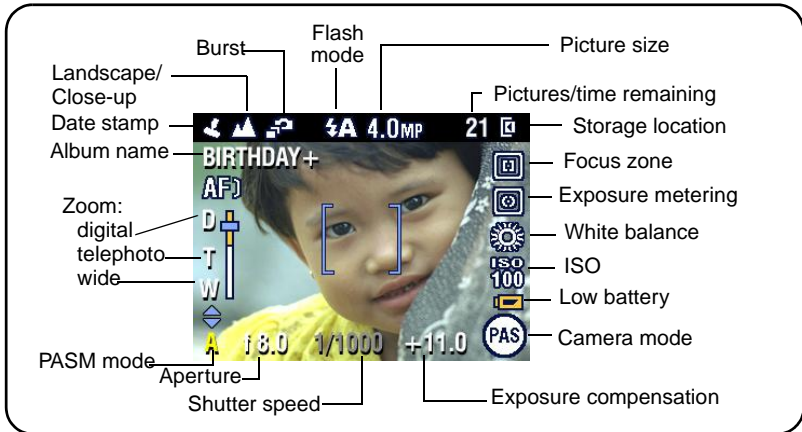 Burst
Flash
mode
Picture size
Landscape/
Close-up
Pictures/time remaining
Date stamp
4.0MP
21
Storage location
Album name
BIRTHDAY+
Focus zone
AF
Exposure metering
Zoom:
digital
D
telephoto
T
White balance
wide
W
ISO
100
ISO
Low battery
A
f 8.0
1/1000
+11.0
PAS
Camera mode
PASM mode
Aperture
Shutter speed
Exposure compensation